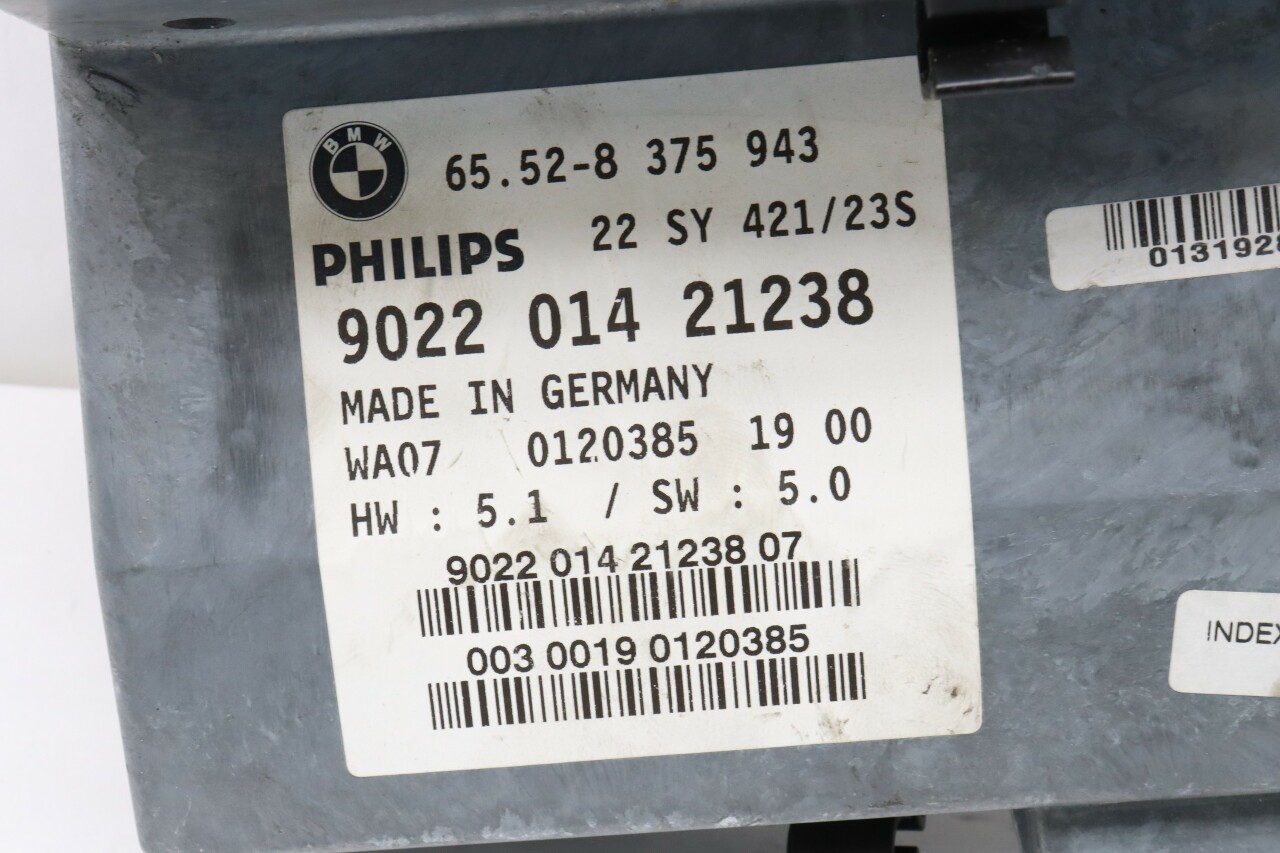 BMW
65.52-8 375 943
PHILIPS 22 SY 421/23S
9022 014 21238
MADE IN GERMANY
WA07 0120385 19 00
HW : 5.1 / SW : 5.0
9022 014 21238 07
003 0019 0120385
INDEX